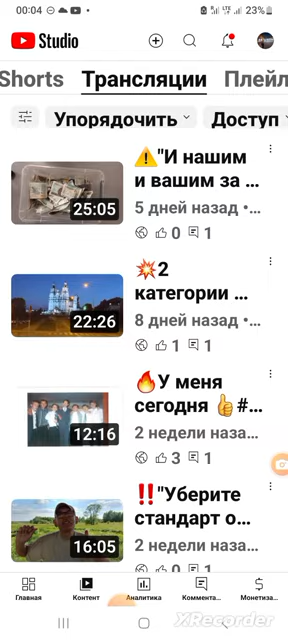 00:04
23%
Studio
Shorts Трансляции Плейл
Упорядочить Доступ
⚠️"И нашим
и вашим за ...
5 дней назад •...
0 1
25:05
💥2
категории ...
8 дней назад •...
1 1
22:26
🔥У меня
сегодня 👍#...
2 недели наза...
3 1
12:16
‼️"Уберите
стандарт о...
2 недели наза...
0 1
16:05
Главная Контент Аналитика Коммента... Монетиза...
XRecorder